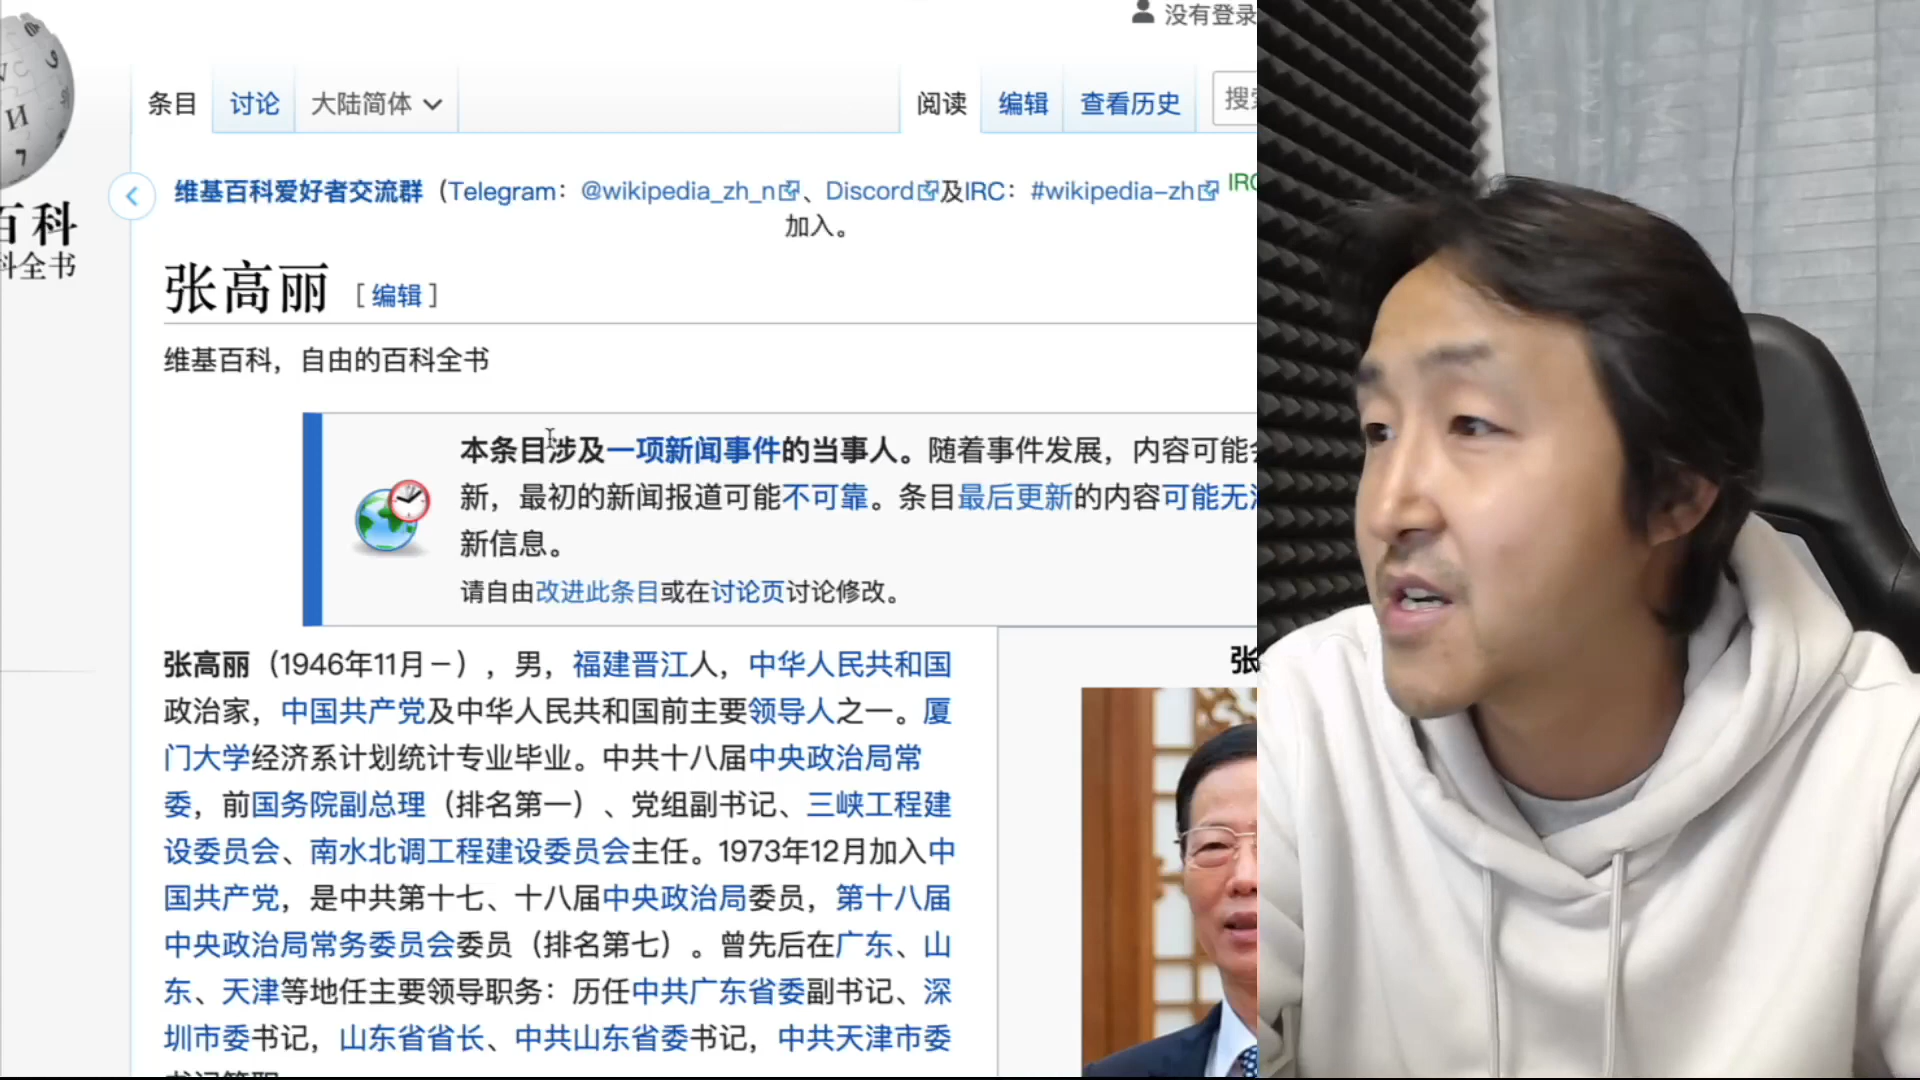 没有登录
条目 讨论 大陆简体 阅读 编辑 查看历史
维基百科爱好者交流群（Telegram：@wikipedia_zh_n、Discord及IRC：#wikipedia-zh IRC
加入。
百科
科全书
张高丽 [编辑]
维基百科，自由的百科全书
本条目涉及一项新闻事件的当事人。随着事件发展，内容可能
新，最初的新闻报道可能不可靠。条目最后更新的内容可能无
新信息。
请自由改进此条目或在讨论页讨论修改。
张高丽（1946年11月－），男，福建晋江人，中华人民共和国
政治家，中国共产党及中华人民共和国前主要领导人之一。厦
门大学经济系计划统计专业毕业。中共十八届中央政治局常
委，前国务院副总理（排名第一）、党组副书记、三峡工程建
设委员会、南水北调工程建设委员会主任。1973年12月加入中
国共产党，是中共第十七、十八届中央政治局委员，第十八届
中央政治局常务委员会委员（排名第七）。曾先后在广东、山
东、天津等地任主要领导职务：历任中共广东省委副书记、深
圳市委书记，山东省省长、中共山东省委书记，中共天津市委
张